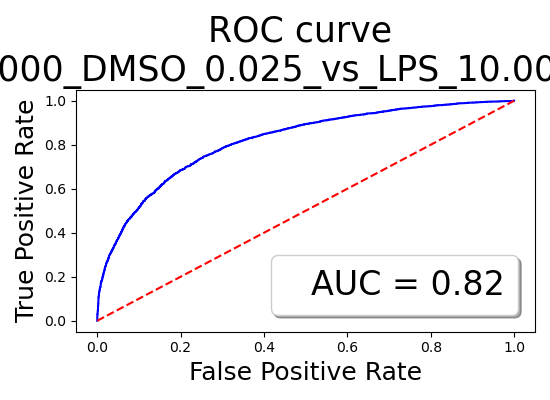 ROC curve
000_DMSO_0.025_vs_LPS_10.00
True Positive Rate
1.0
0.8
0.6
0.4
0.2
0.0
AUC = 0.82
0.0 0.2 0.4 0.6 0.8 1.0
False Positive Rate